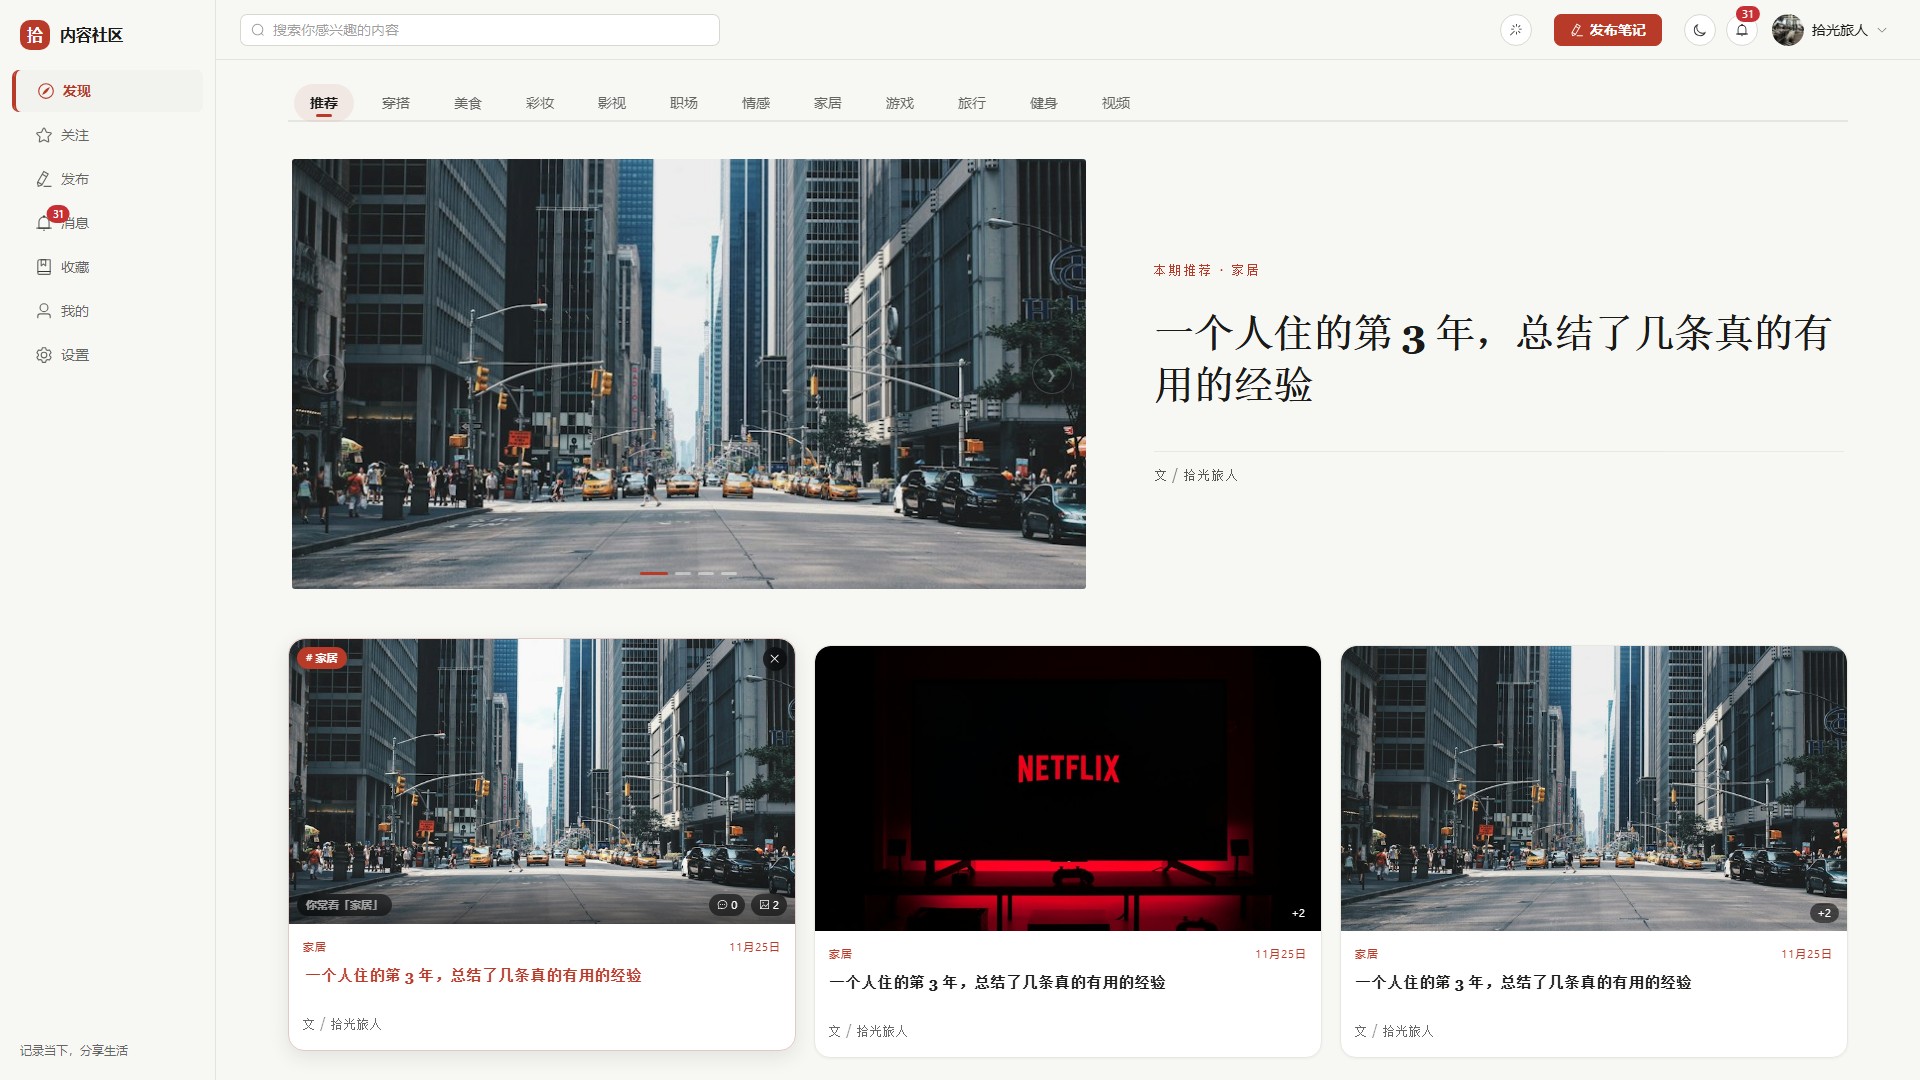 拾 内容社区
搜索你感兴趣的内容
发布笔记
31
拾光旅人
发现
关注
发布
31
消息
收藏
我的
设置
记录当下，分享生活
推荐 穿搭 美食 彩妆 影视 职场 情感 家居 游戏 旅行 健身 视频
本期推荐 · 家居
一个人住的第 3 年，总结了几条真的有
用的经验
文 / 拾光旅人
# 家居
你常看「家居」
0 2
家居 11月25日
一个人住的第 3 年，总结了几条真的有用的经验
文 / 拾光旅人
NETFLIX
+2
家居 11月25日
一个人住的第 3 年，总结了几条真的有用的经验
文 / 拾光旅人
+2
家居 11月25日
一个人住的第 3 年，总结了几条真的有用的经验
文 / 拾光旅人